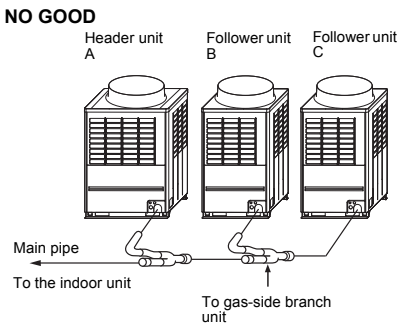 NO GOOD
Header unit
A
Follower unit
B
Follower unit
C
Main pipe
To the indoor unit
To gas-side branch
unit